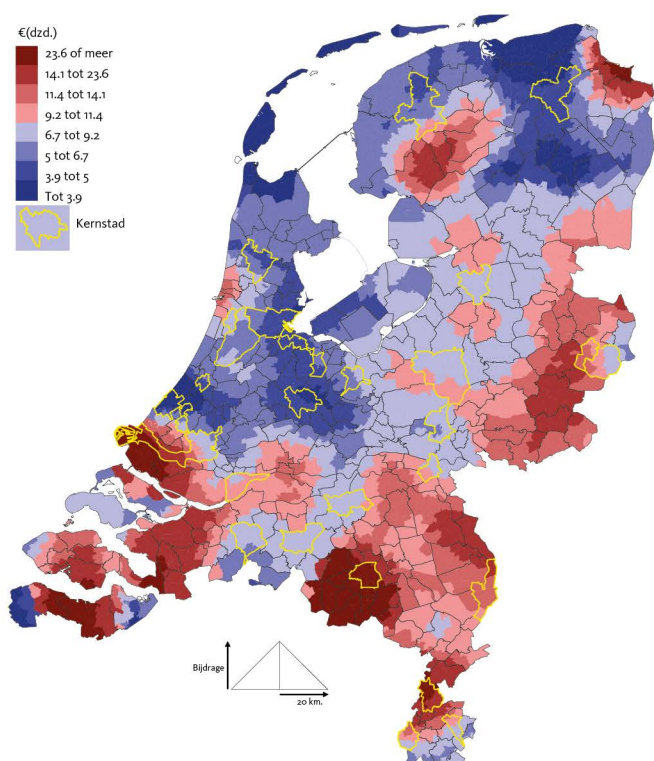 €(dzd.)
23.6 of meer
14.1 tot 23.6
11.4 tot 14.1
9.2 tot 11.4
6.7 tot 9.2
5 tot 6.7
3.9 tot 5
Tot 3.9
Kernstad
Bijdrage
20 km.